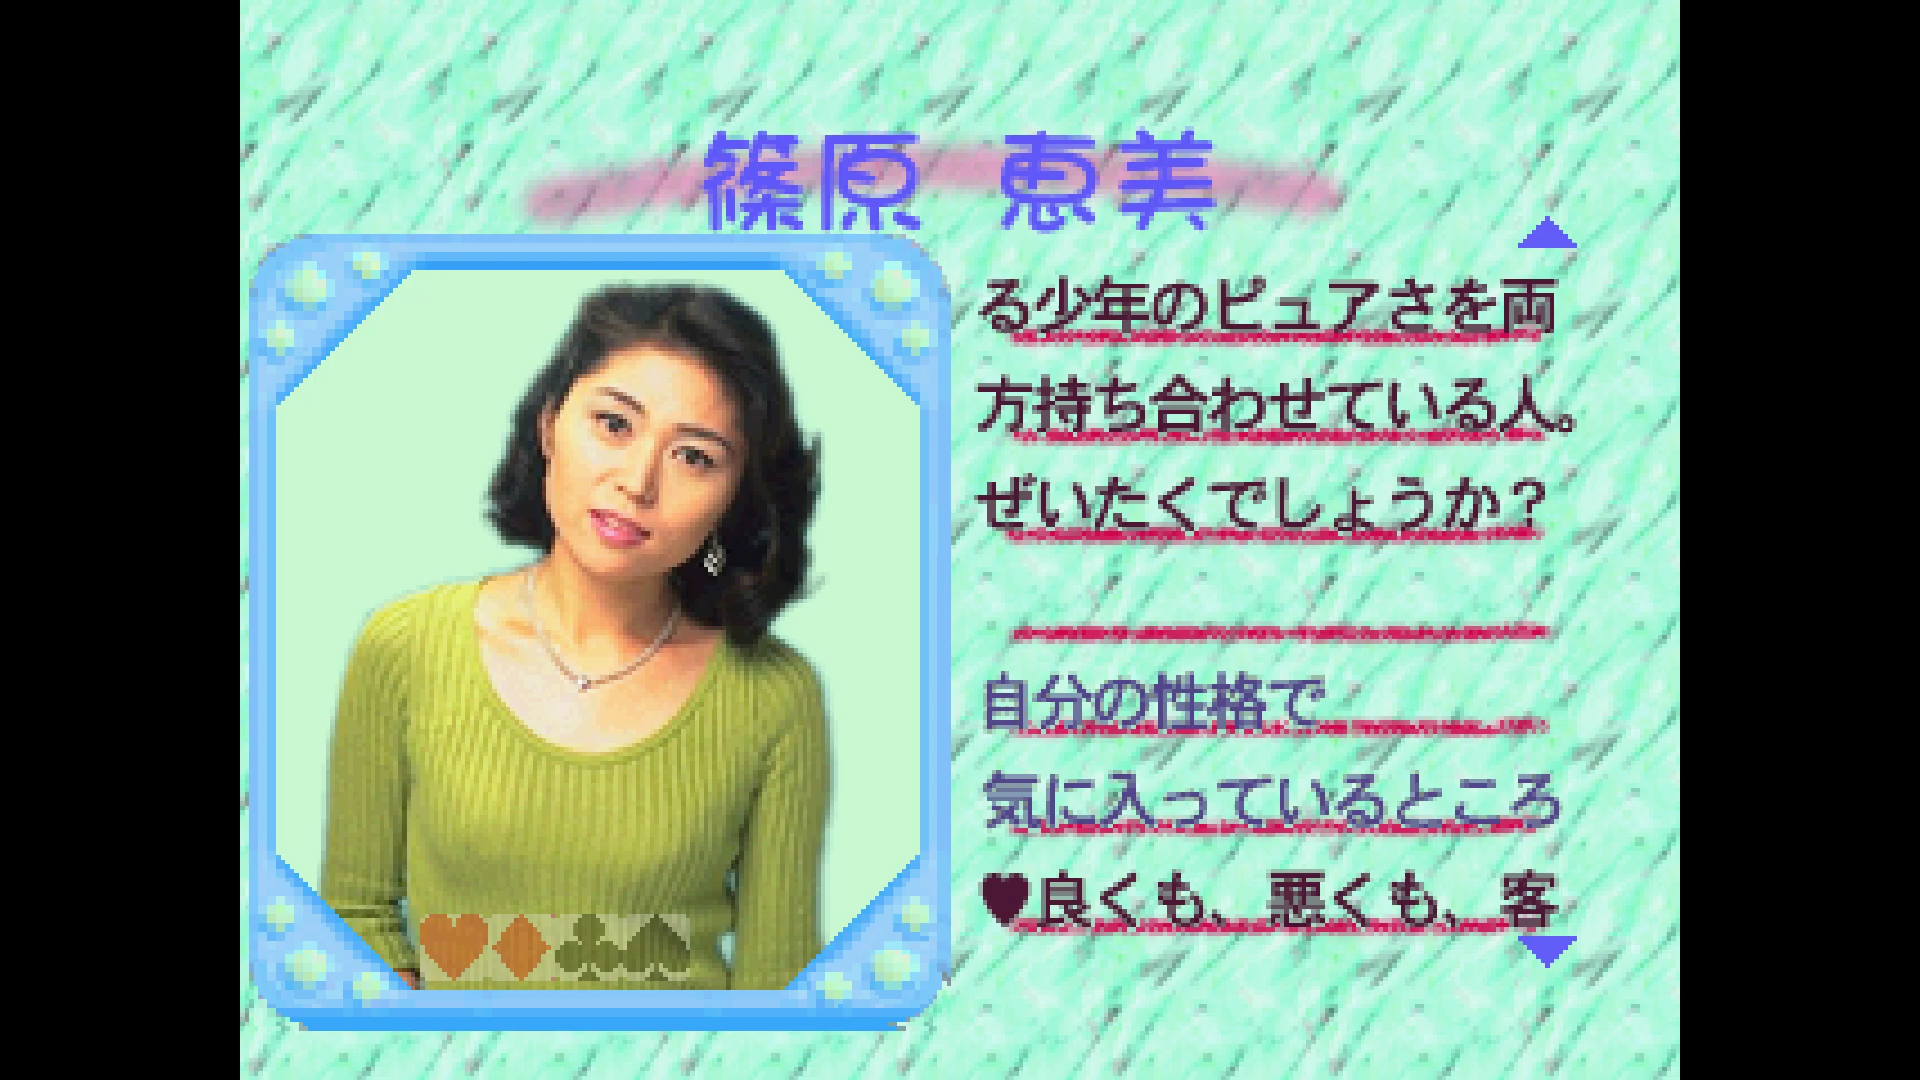 篠原 恵美
る少年のピュアさを両
方持ち合わせている人。
ぜいたくでしょうか？
自分の性格で
気に入っているところ
♥良くも、悪くも、客